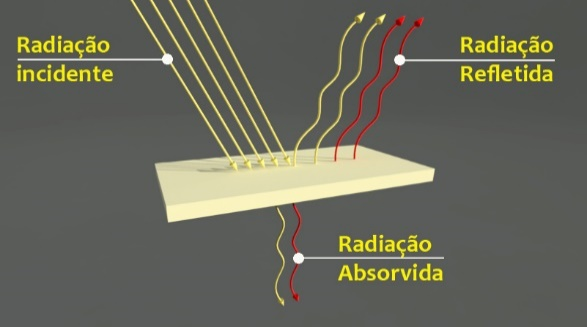 Radiação
incidente
Radiação
Refletida
Radiação
Absorvida